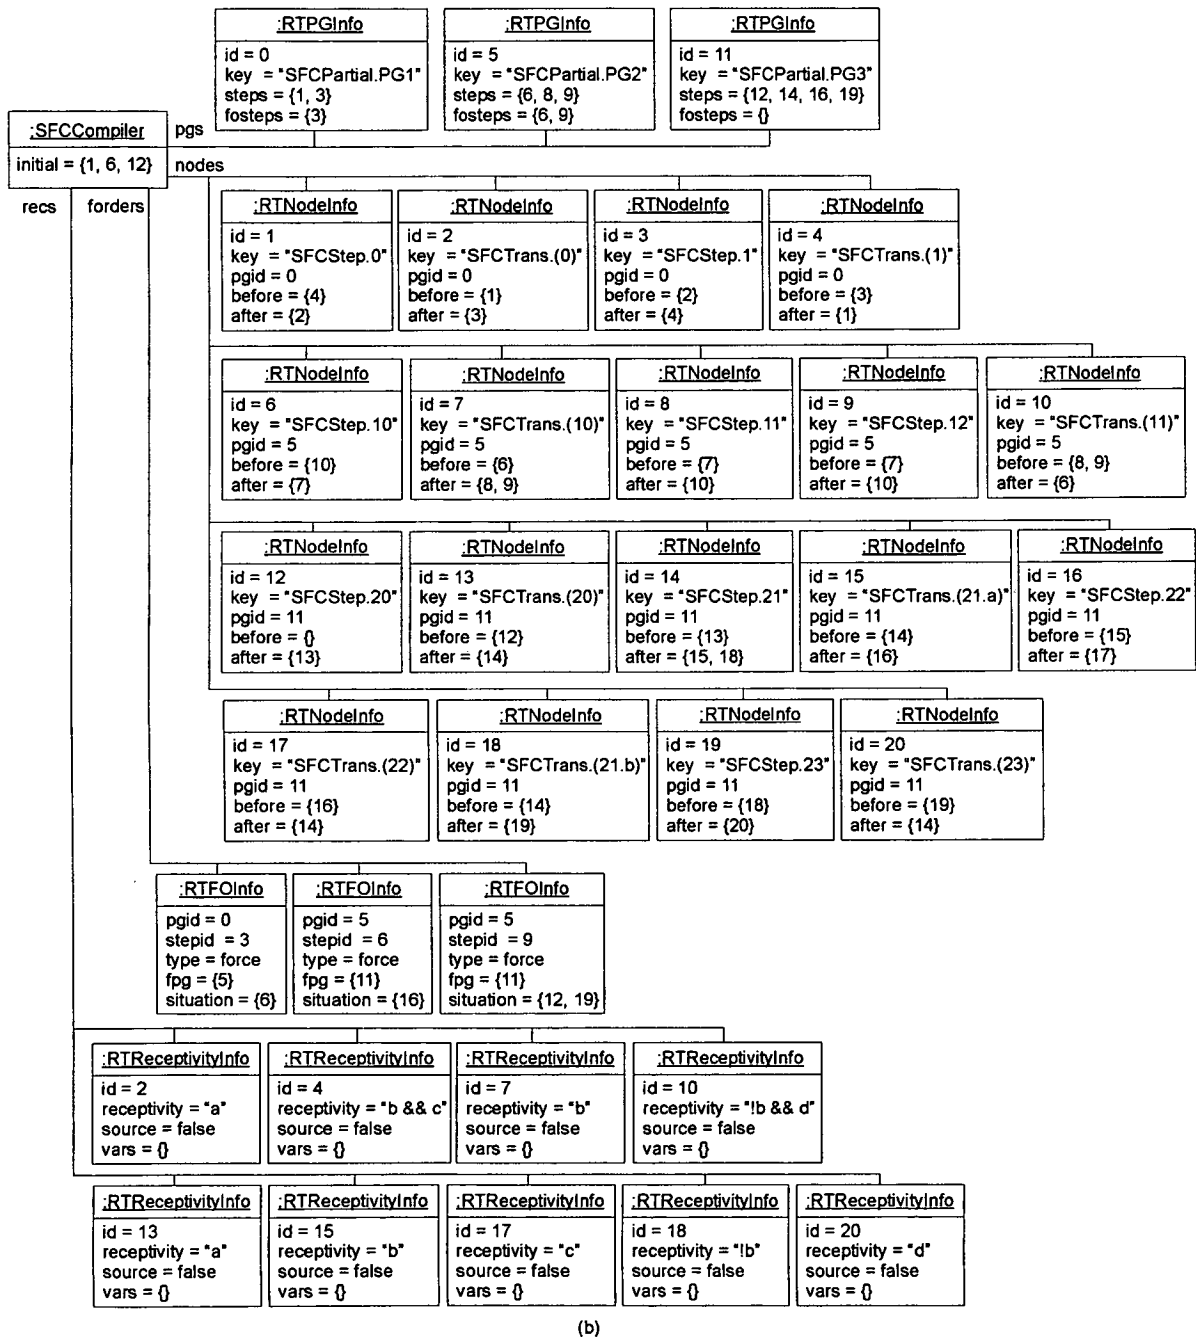 :RTPGInfo
id = 0
key = "SFCPartial.PG1"
steps = {1, 3}
fosteps = {3}
:RTPGInfo
id = 5
key = "SFCPartial.PG2"
steps = {6, 8, 9}
fosteps = {6, 9}
:RTPGInfo
id = 11
key = "SFCPartial.PG3"
steps = {12, 14, 16, 19}
fosteps = {}
:SFCCompiler
initial = {1, 6, 12}
pgs
nodes
recs
forders
:RTNodeInfo
id = 1
key = "SFCStep.0"
pgid = 0
before = {4}
after = {2}
:RTNodeInfo
id = 2
key = "SFCTrans.(0)"
pgid = 0
before = {1}
after = {3}
:RTNodeInfo
id = 3
key = "SFCStep.1"
pgid = 0
before = {2}
after = {4}
:RTNodeInfo
id = 4
key = "SFCTrans.(1)"
pgid = 0
before = {3}
after = {1}
:RTNodeInfo
id = 6
key = "SFCStep.10"
pgid = 5
before = {10}
after = {7}
:RTNodeInfo
id = 7
key = "SFCTrans.(10)"
pgid = 5
before = {6}
after = {8, 9}
:RTNodeInfo
id = 8
key = "SFCStep.11"
pgid = 5
before = {7}
after = {10}
:RTNodeInfo
id = 9
key = "SFCStep.12"
pgid = 5
before = {7}
after = {10}
:RTNodeInfo
id = 10
key = "SFCTrans.(11)"
pgid = 5
before = {8, 9}
after = {6}
:RTNodeInfo
id = 12
key = "SFCStep.20"
pgid = 11
before = {}
after = {13}
:RTNodeInfo
id = 13
key = "SFCTrans.(20)"
pgid = 11
before = {12}
after = {14}
:RTNodeInfo
id = 14
key = "SFCStep.21"
pgid = 11
before = {13}
after = {15, 18}
:RTNodeInfo
id = 15
key = "SFCTrans.(21.a)"
pgid = 11
before = {14}
after = {16}
:RTNodeInfo
id = 16
key = "SFCStep.22"
pgid = 11
before = {15}
after = {17}
:RTNodeInfo
id = 17
key = "SFCTrans.(22)"
pgid = 11
before = {16}
after = {14}
:RTNodeInfo
id = 18
key = "SFCTrans.(21.b)"
pgid = 11
before = {14}
after = {19}
:RTNodeInfo
id = 19
key = "SFCStep.23"
pgid = 11
before = {18}
after = {20}
:RTNodeInfo
id = 20
key = "SFCTrans.(23)"
pgid = 11
before = {19}
after = {14}
:RTFOInfo
pgid = 0
stepid = 3
type = force
fpg = {5}
situation = {6}
:RTFOInfo
pgid = 5
stepid = 6
type = force
fpg = {11}
situation = {16}
:RTFOInfo
pgid = 5
stepid = 9
type = force
fpg = {11}
situation = {12, 19}
:RTReceptivityInfo
id = 2
receptivity = "a"
source = false
vars = {}
:RTReceptivityInfo
id = 4
receptivity = "b && c"
source = false
vars = {}
:RTReceptivityInfo
id = 7
receptivity = "b"
source = false
vars = {}
:RTReceptivityInfo
id = 10
receptivity = "!b && d"
source = false
vars = {}
:RTReceptivityInfo
id = 13
receptivity = "a"
source = false
vars = {}
:RTReceptivityInfo
id = 15
receptivity = "b"
source = false
vars = {}
:RTReceptivityInfo
id = 17
receptivity = "c"
source = false
vars = {}
:RTReceptivityInfo
id = 18
receptivity = "!b"
source = false
vars = {}
:RTReceptivityInfo
id = 20
receptivity = "d"
source = false
vars = {}
(b)